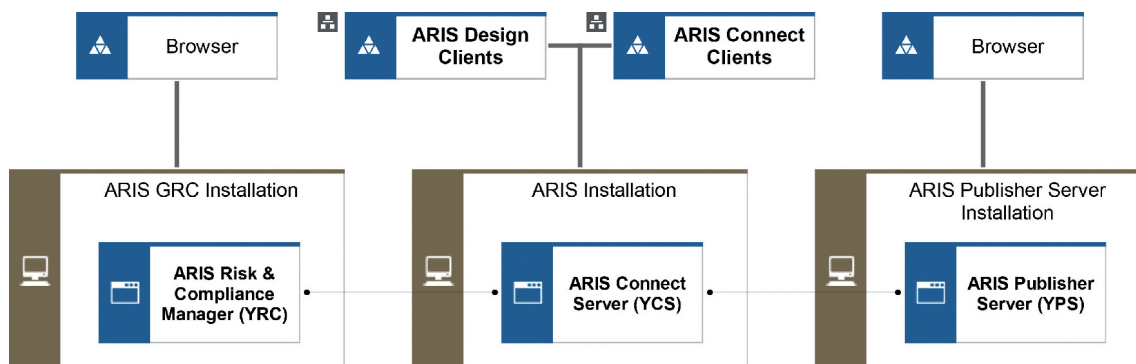 Browser
ARIS Design
Clients
ARIS Connect
Clients
Browser
ARIS GRC Installation
ARIS Installation
ARIS Publisher Server
Installation
ARIS Risk &
Compliance
Manager (YRC)
ARIS Connect
Server (YCS)
ARIS Publisher
Server (YPS)